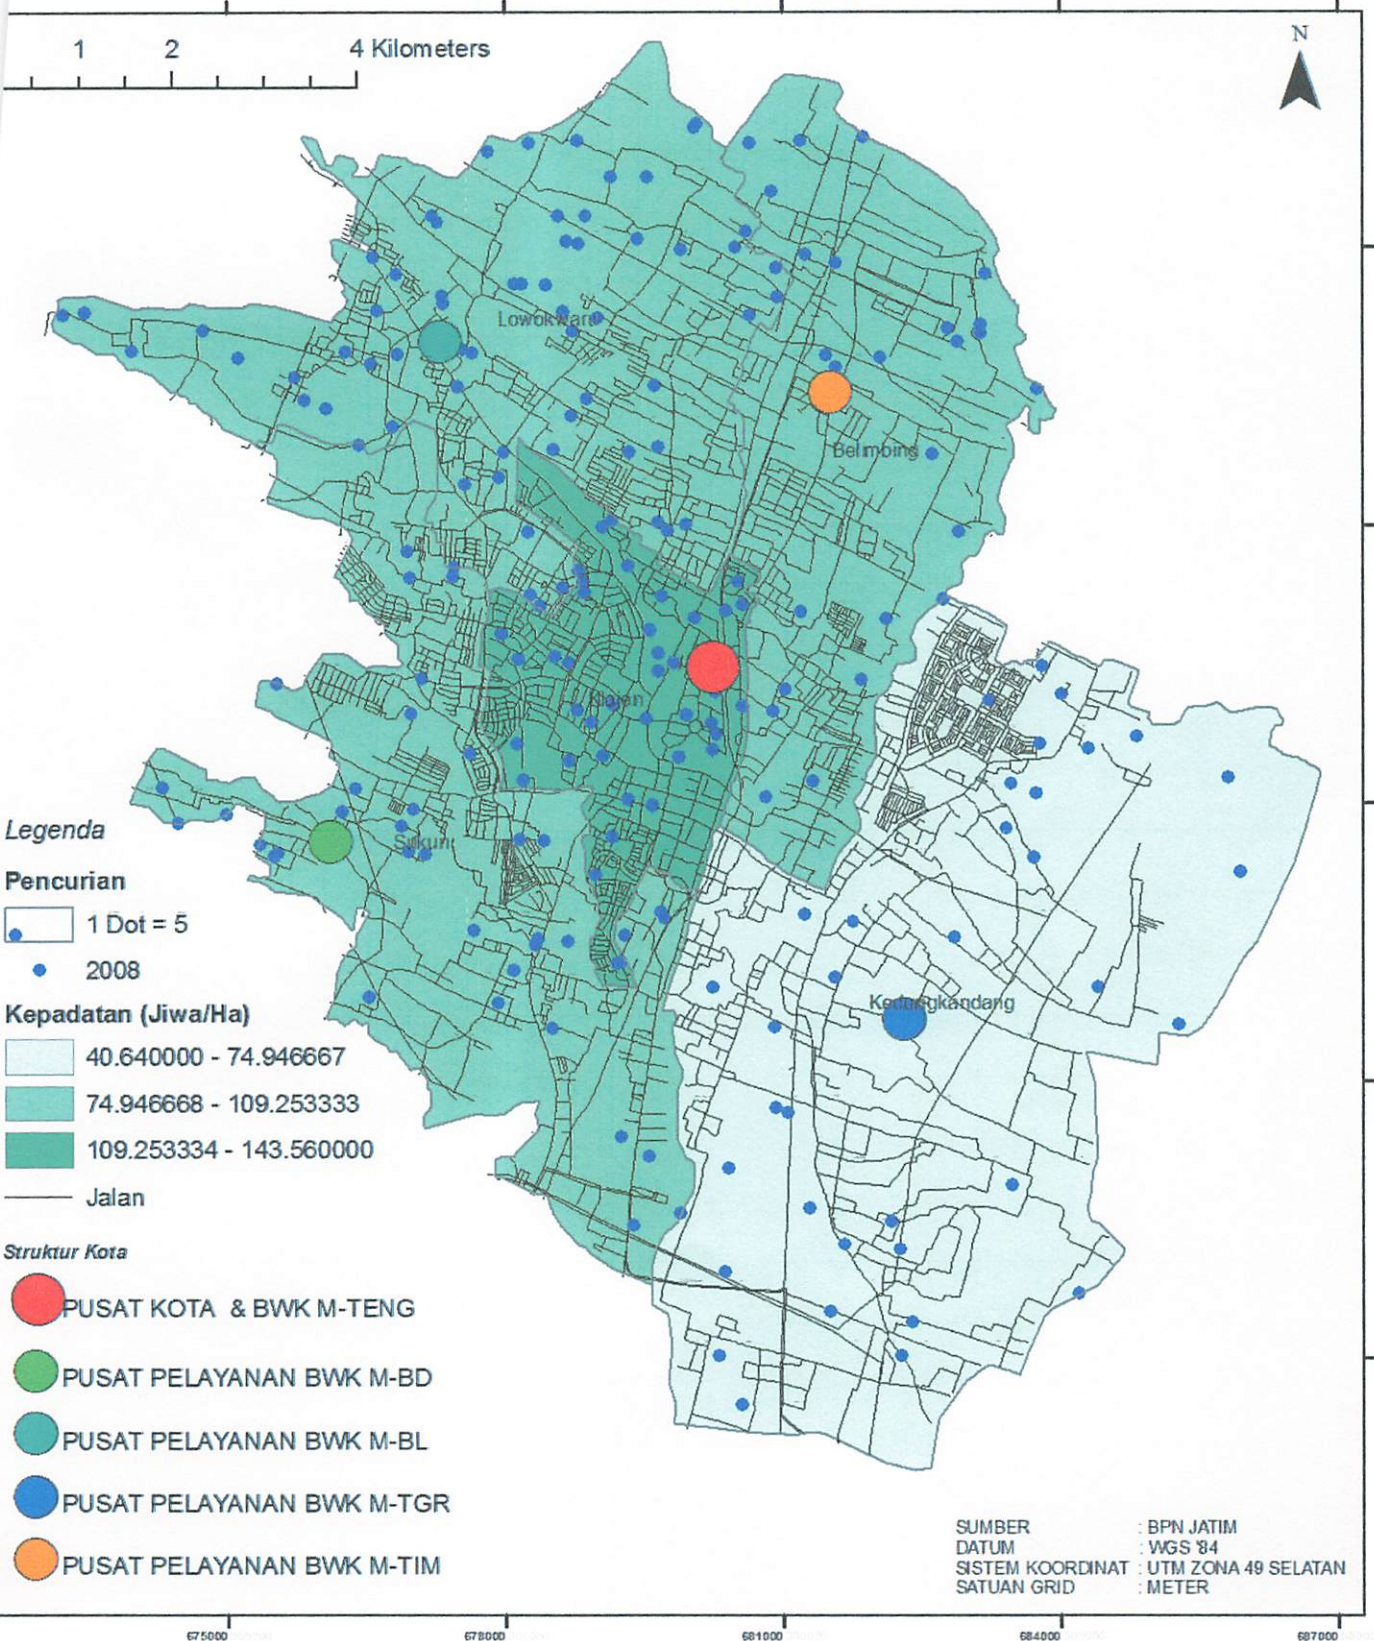 1 2 4 Kilometers
N
Lowokwaru
Belimbing
Klojen
Sukun
Kedungkandang
Legenda
Pencurian
1 Dot = 5
2008
Kepadatan (Jiwa/Ha)
40.640000 - 74.946667
74.946668 - 109.253333
109.253334 - 143.560000
Jalan
Struktur Kota
PUSAT KOTA & BWK M-TENG
PUSAT PELAYANAN BWK M-BD
PUSAT PELAYANAN BWK M-BL
PUSAT PELAYANAN BWK M-TGR
PUSAT PELAYANAN BWK M-TIM
SUMBER : BPN JATIM
DATUM : WGS '84
SISTEM KOORDINAT : UTM ZONA 49 SELATAN
SATUAN GRID : METER
675000 678000 681000 684000 687000